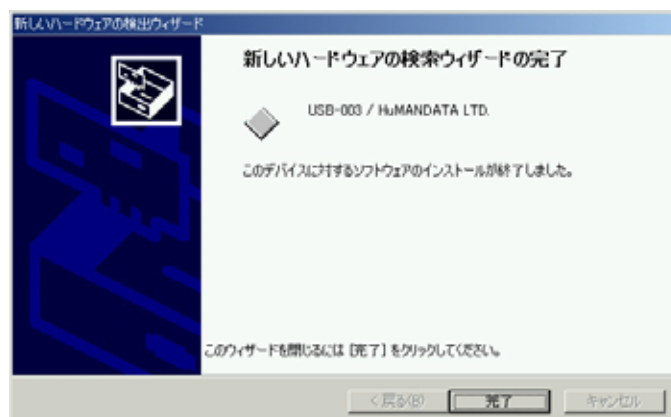 新しいハードウェアの検出ウィザード
新しいハードウェアの検索ウィザードの完了
USB-003 / HuMANDATA LTD.
このデバイスに対するソフトウェアのインストールが終了しました。
このウィザードを閉じるには [完了] をクリックしてください。
< 戻る(B)
完了
キャンセル